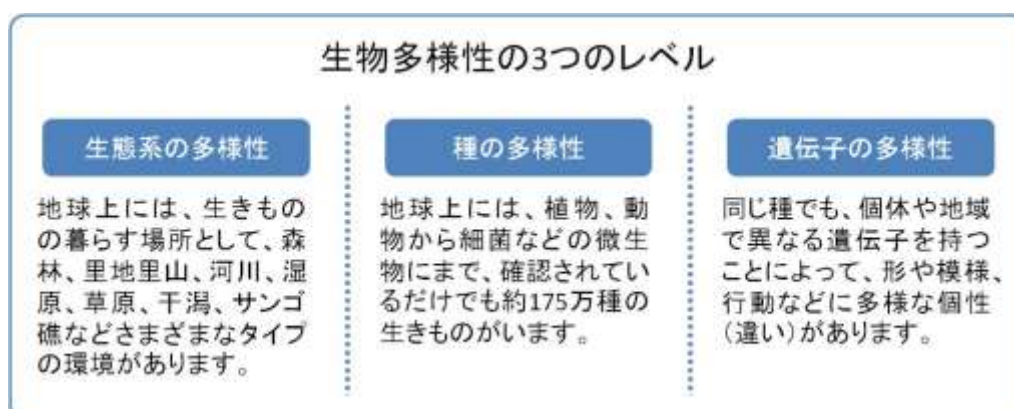 生物多様性の3つのレベル
生態系の多様性
地球上には、生きもの
の暮らす場所として、森
林、里地里山、河川、湿
原、草原、干潟、サンゴ
礁などさまざまなタイプ
の環境があります。
種の多様性
地球上には、植物、動
物から細菌などの微生
物にまで、確認されてい
るだけでも約175万種の
生きものがいます。
遺伝子の多様性
同じ種でも、個体や地域
で異なる遺伝子を持つ
ことによって、形や模様、
行動などに多様な個性
(違い)があります。